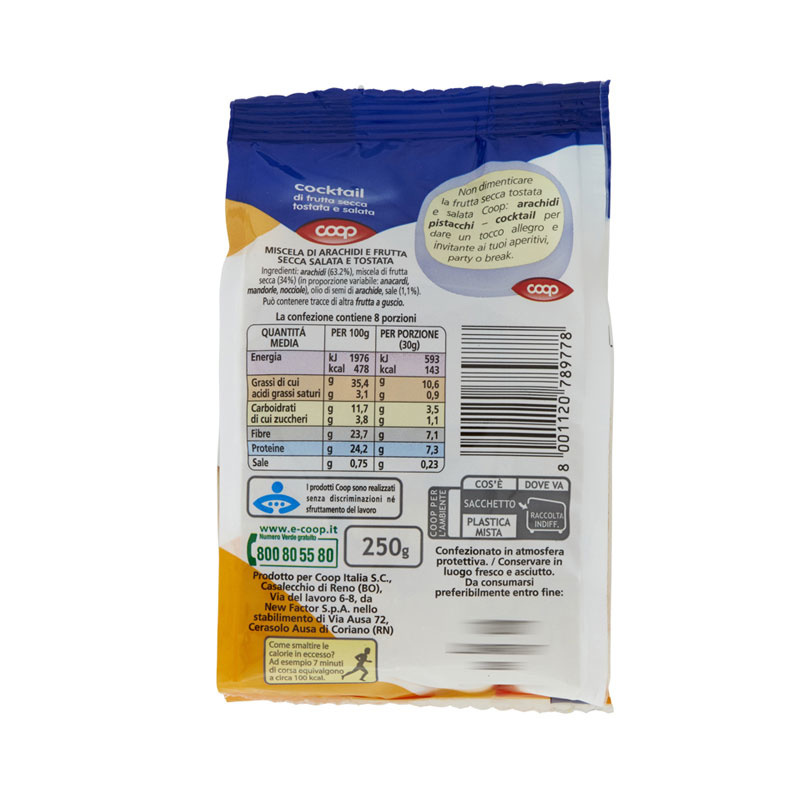 cocktail
di frutta secca
tostata e salata
coop
MISCELA DI ARACHIDI E FRUTTA
SECCA SALATA E TOSTATA
Ingredienti: arachidi (63.2%), miscela di frutta
secca (34%) (in proporzione variabile: anacardi,
mandorle, nocciole), olio di semi di arachide, sale (1,1%).
Può contenere tracce di altra frutta a guscio.
Non dimenticare
la frutta secca tostata
e salata Coop: arachidi
pistacchi – cocktail per
dare un tocco allegro e
invitante ai tuoi aperitivi,
party o break.
coop
La confezione contiene 8 porzioni
QUANTITÁ MEDIA PER 100g PER PORZIONE (30g)
Energia kJ 1976 kJ 593
kcal 478 kcal 143
Grassi di cui g 35,4 g 10,6
acidi grassi saturi g 3,1 g 0,9
Carboidrati g 11,7 g 3,5
di cui zuccheri g 3,8 g 1,1
Fibre g 23,7 g 7,1
Proteine g 24,2 g 7,3
Sale g 0,75 g 0,23
8 001120 789778
I prodotti Coop sono realizzati
senza discriminazioni né
sfruttamento del lavoro
COOP PER
L'AMBIENTE
COS'È DOVE VA
SACCHETTO
PLASTICA
MISTA
RACCOLTA
INDIFF.
www.e-coop.it
Numero Verde gratuito
800 80 55 80
250g
Prodotto per Coop Italia S.C.,
Casalecchio di Reno (BO),
Via del lavoro 6-8, da
New Factor S.p.A. nello
stabilimento di Via Ausa 72,
Cerasolo Ausa di Coriano (RN)
Confezionato in atmosfera
protettiva. / Conservare in
luogo fresco e asciutto.
Da consumarsi
preferibilmente entro fine:
Come smaltire le
calorie in eccesso?
Ad esempio 7 minuti
di corsa equivalgono
a circa 100 kcal.